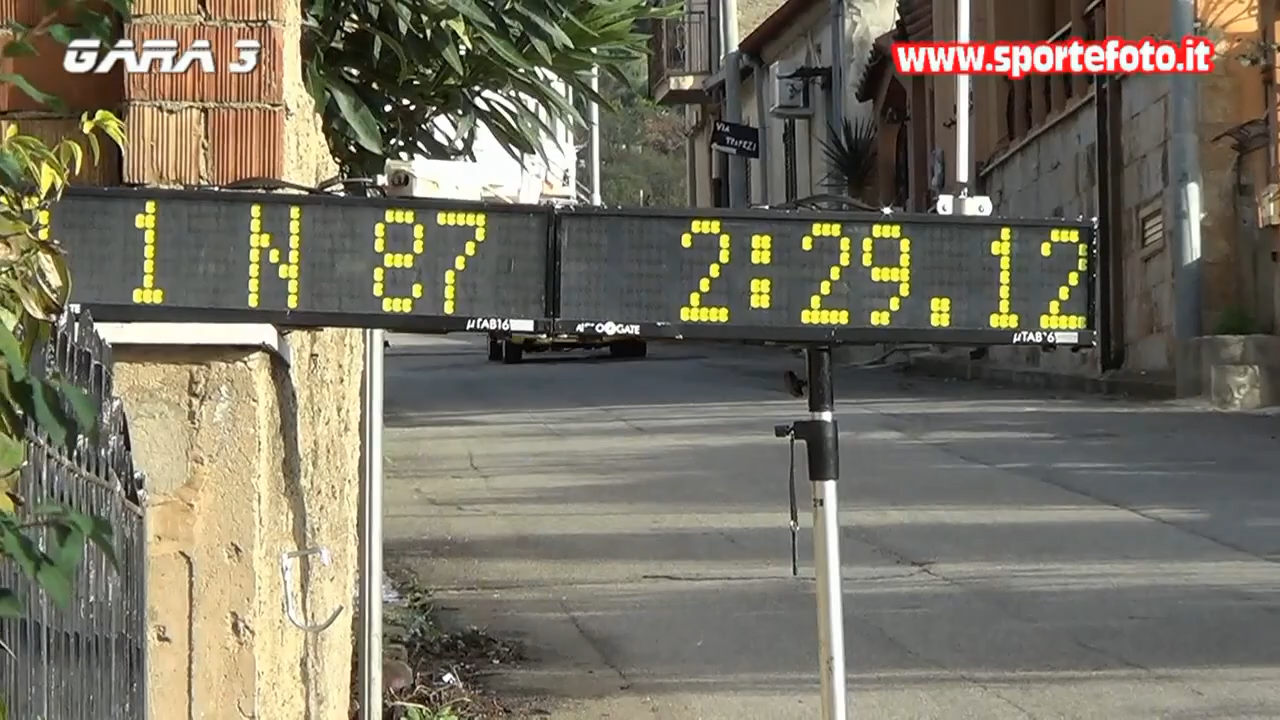 GARA 3
www.sportefoto.it
VIA
TRAPEZI
1 N 87 2:29.12
µTAB16
µTAB16